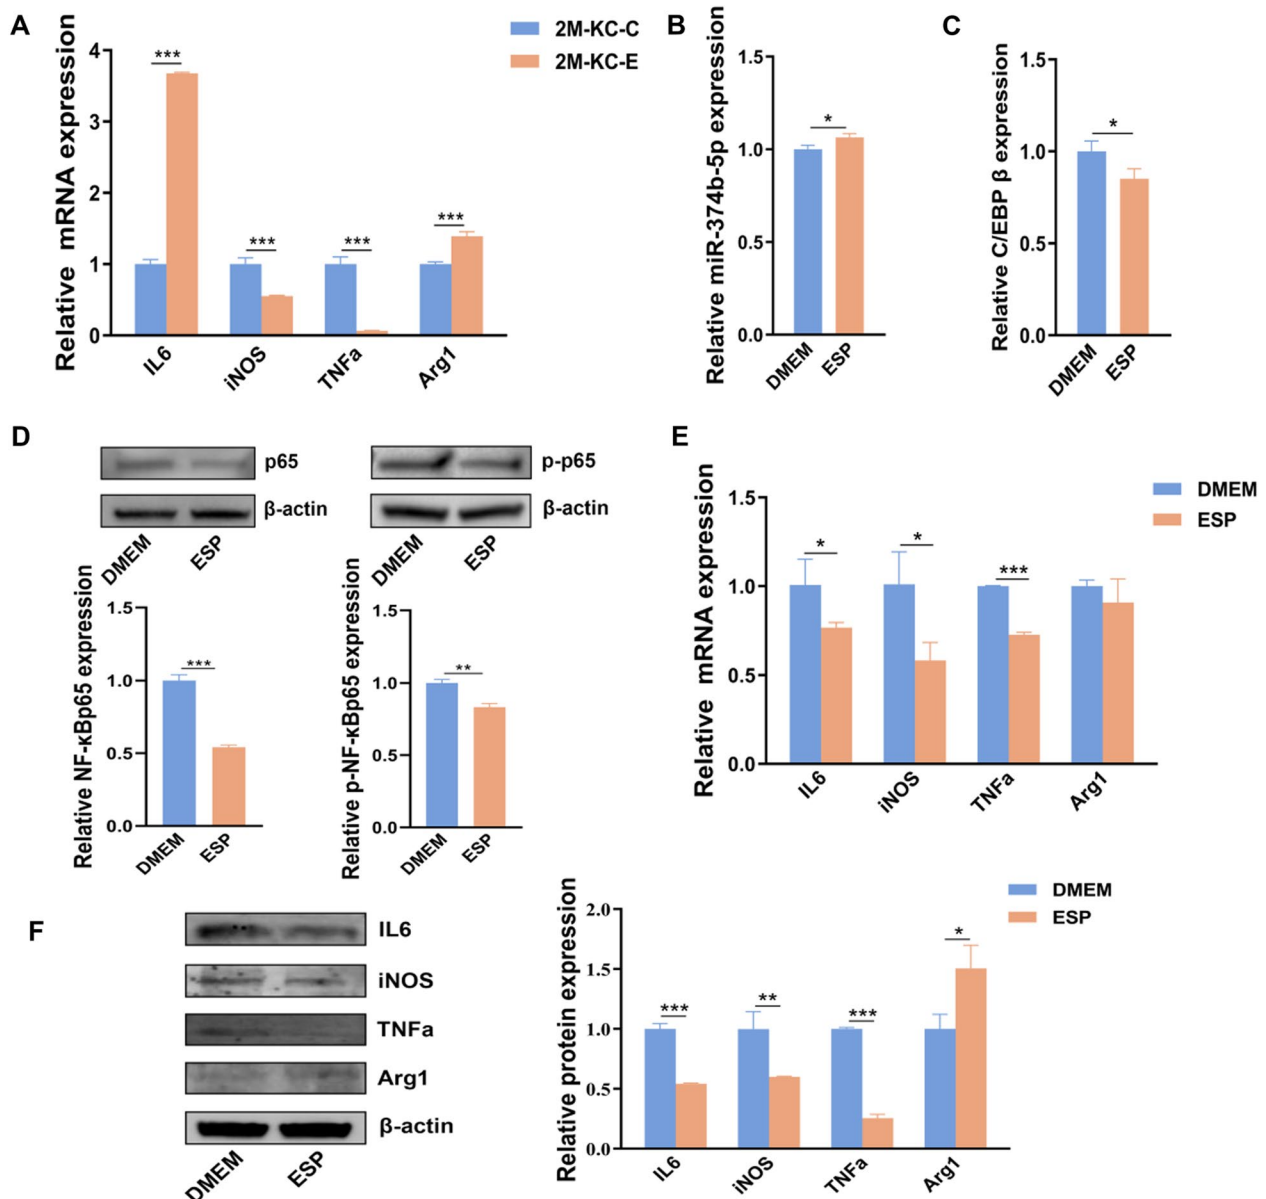 A
Relative mRNA expression
4
3
2
1
0
***
***
***
***
IL6
iNOS
TNFa
Arg1
2M-KC-C
2M-KC-E
B
Relative miR-374b-5p expression
1.5
1.0
0.5
0.0
*
DMEM
ESP
C
Relative C/EBP β expression
1.5
1.0
0.5
0.0
*
DMEM
ESP
D
p65
β-actin
DMEM
ESP
p-p65
β-actin
DMEM
ESP
Relative NF-κBp65 expression
1.5
1.0
0.5
0.0
***
DMEM
ESP
Relative p-NF-κBp65 expression
1.5
1.0
0.5
0.0
**
DMEM
ESP
E
Relative mRNA expression
1.5
1.0
0.5
0.0
*
*
***
IL6
iNOS
TNFa
Arg1
DMEM
ESP
F
IL6
iNOS
TNFa
Arg1
β-actin
DMEM
ESP
Relative protein expression
2.0
1.5
1.0
0.5
0.0
***
**
***
*
IL6
iNOS
TNFa
Arg1
DMEM
ESP